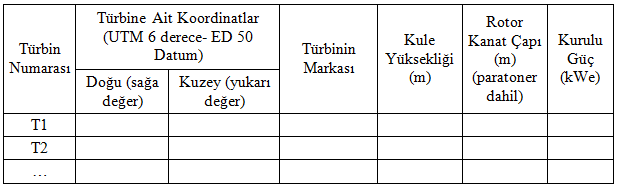 Türbin
Numarası
Türbine Ait Koordinatlar
(UTM 6 derece- ED 50
Datum)
Doğu (sağa
değer)
Kuzey (yukarı
değer)
Türbinin
Markası
Kule
Yüksekliği
(m)
Rotor
Kanat Çapı
(m)
(paratoner
dahil)
Kurulu
Güç
(kWe)
T1
T2
…